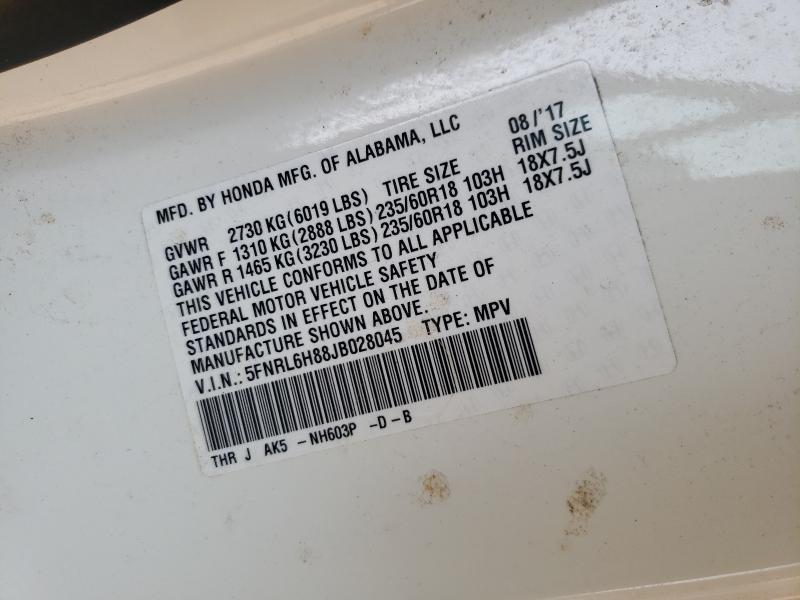 MFD. BY HONDA MFG. OF ALABAMA, LLC 08/'17
GVWR 2730 KG(6019 LBS) TIRE SIZE RIM SIZE
GAWR F 1310 KG(2888 LBS) 235/60R18 103H 18X7.5J
GAWR R 1465 KG(3230 LBS) 235/60R18 103H 18X7.5J
THIS VEHICLE CONFORMS TO ALL APPLICABLE
FEDERAL MOTOR VEHICLE SAFETY
STANDARDS IN EFFECT ON THE DATE OF
MANUFACTURE SHOWN ABOVE.
V.I.N.: 5FNRL6H88JB028045 TYPE: MPV
THR J AK5 -NH603P -D-B